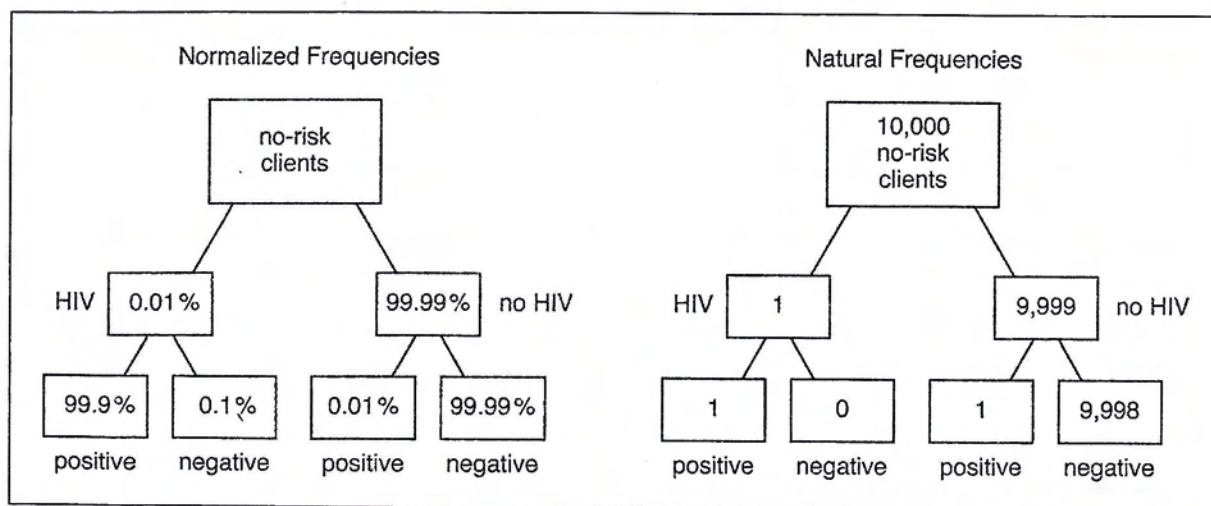 Normalized Frequencies
no-risk
clients
HIV
0.01%
99.99%
no HIV
99.9%
0.1%
0.01%
99.99%
positive
negative
positive
negative
Natural Frequencies
10,000
no-risk
clients
HIV
1
9,999
no HIV
1
0
1
9,998
positive
negative
positive
negative